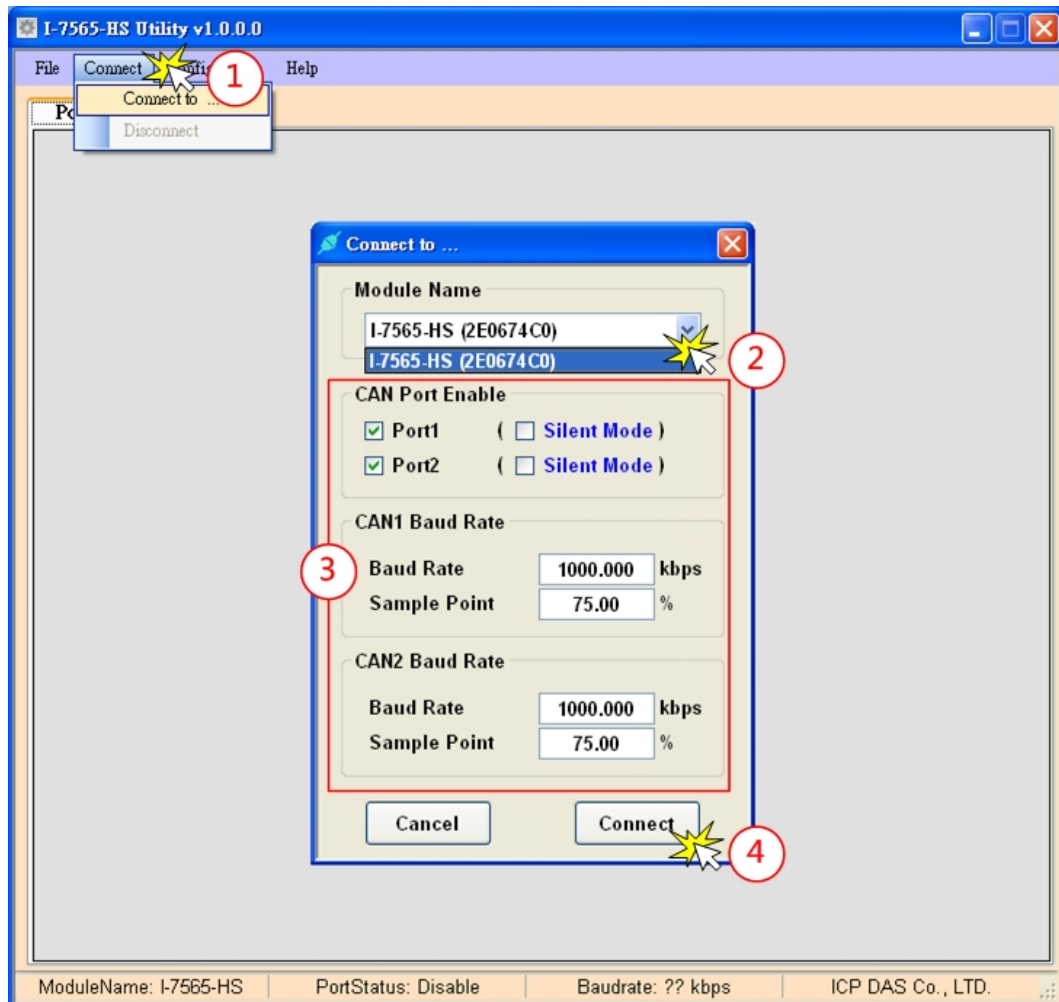 I-7565-HS Utility v1.0.0.0
File Connect Help
1
Connect to ...
Disconnect
Connect to ...
Module Name
I-7565-HS (2E0674C0)
I-7565-HS (2E0674C0)
2
CAN Port Enable
Port1 ( Silent Mode )
Port2 ( Silent Mode )
CAN1 Baud Rate
3
Baud Rate 1000.000 kbps
Sample Point 75.00 %
CAN2 Baud Rate
Baud Rate 1000.000 kbps
Sample Point 75.00 %
Cancel Connect
4
ModuleName: I-7565-HS PortStatus: Disable Baudrate: ?? kbps ICP DAS Co., LTD.